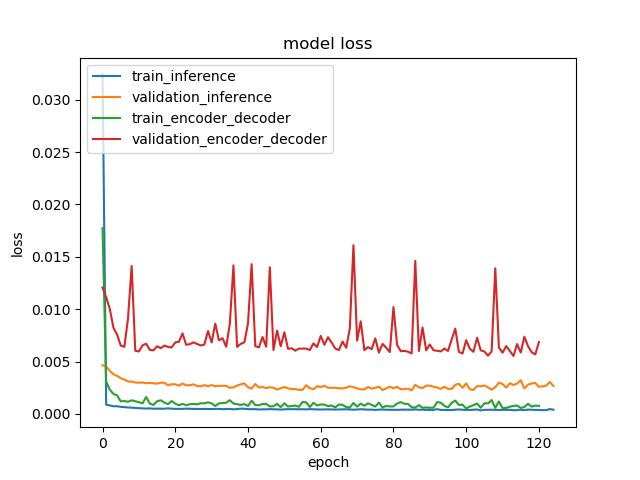 model loss
train_inference
validation_inference
train_encoder_decoder
validation_encoder_decoder
0.030
0.025
0.020
0.015
0.010
0.005
0.000
loss
0 20 40 60 80 100 120
epoch